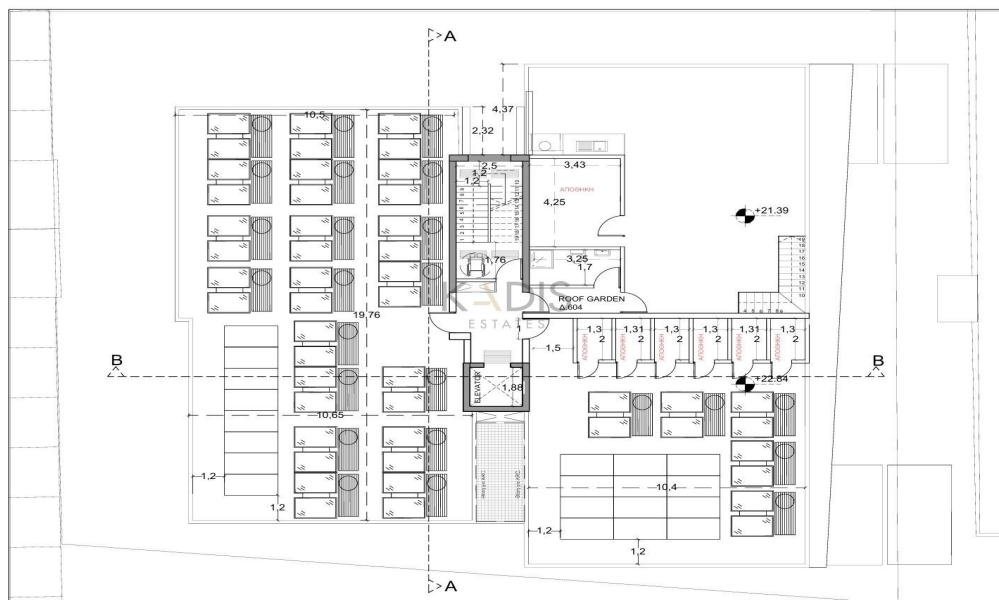 A
4,37
10,5
2,32
2,5
1,2
1,2
3,43
ΑΠΟΘΗΚΗ
4,25
+21.39
1,76
3,25
1,7
KADIS
ESTATES
ROOF GARDEN
Δ.604
19,76
1,3 1,31 1,3 1,3 1,31 1,3
2 2 2 2 2 2
ΑΠΟΘΗΚΗ ΑΠΟΘΗΚΗ ΑΠΟΘΗΚΗ ΑΠΟΘΗΚΗ ΑΠΟΘΗΚΗ ΑΠΟΘΗΚΗ
1,5
B B
+22.84
ELEVATOR
1,88
10,65
1,2
10,4
1,2
1,2
1,2
A